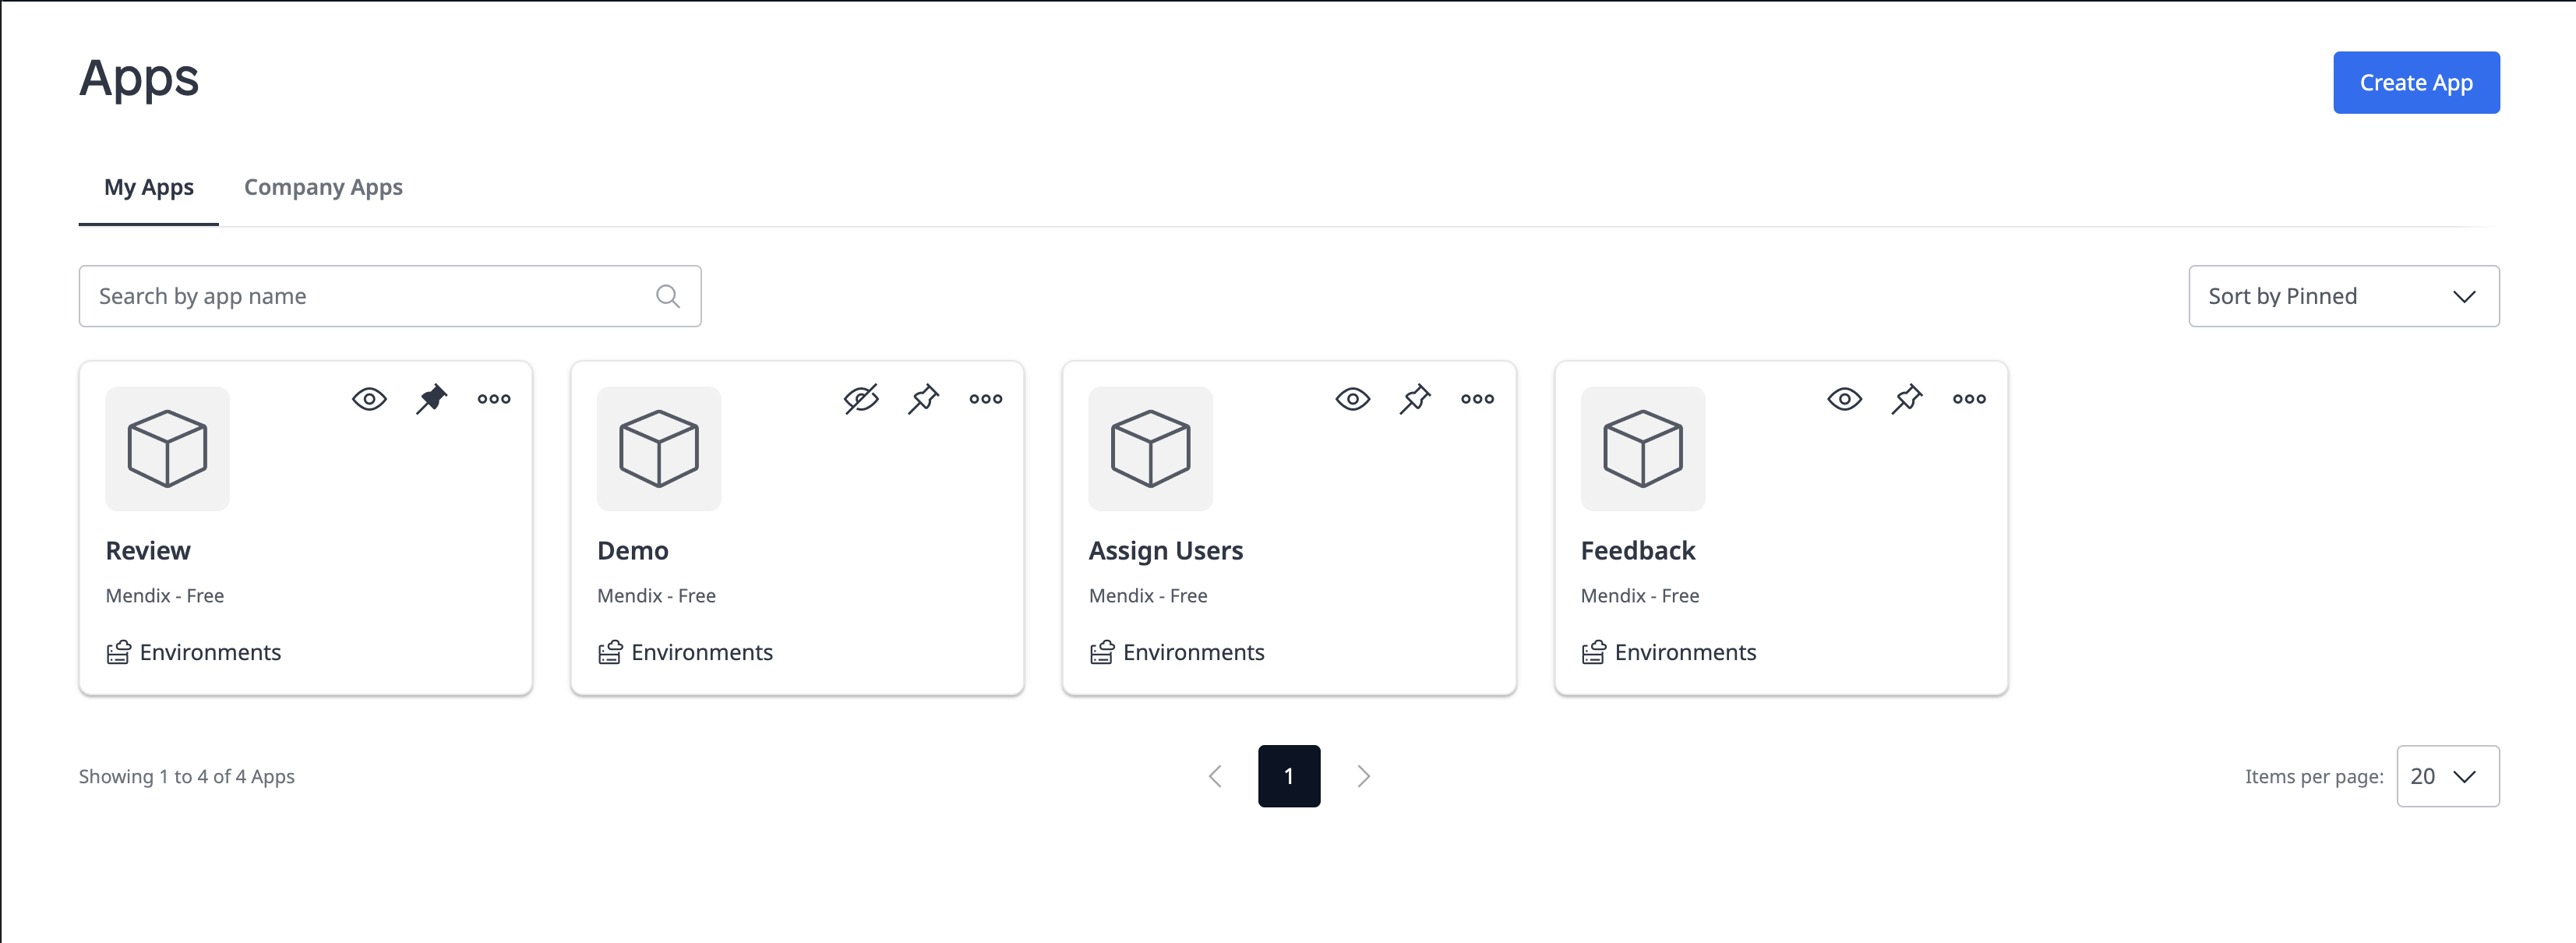 Apps
Create App
My Apps
Company Apps
Search by app name
Sort by Pinned
Review
Mendix - Free
Environments
Demo
Mendix - Free
Environments
Assign Users
Mendix - Free
Environments
Feedback
Mendix - Free
Environments
Showing 1 to 4 of 4 Apps
1
Items per page:
20